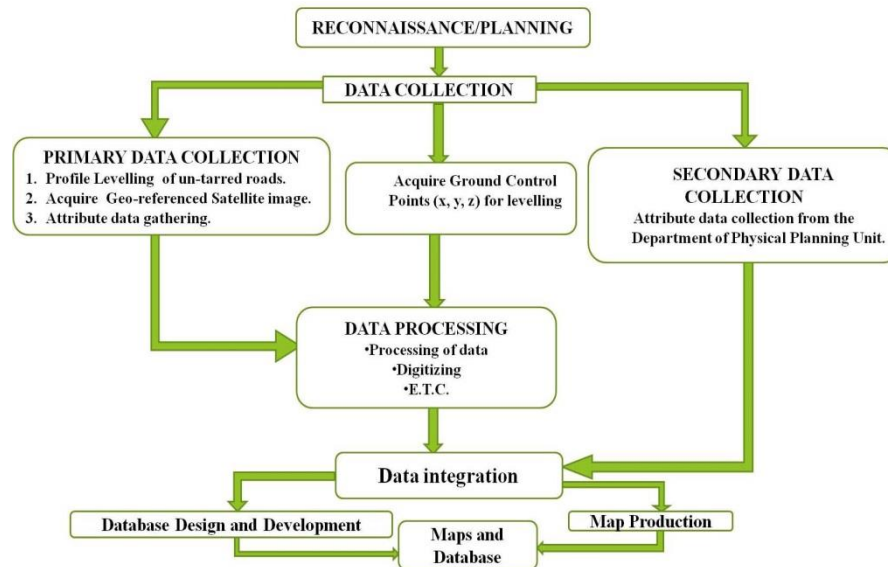 RECONNAISSANCE/PLANNING
DATA COLLECTION
PRIMARY DATA COLLECTION
1. Profile Levelling of un-tarred roads.
2. Acquire Geo-referenced Satellite image.
3. Attribute data gathering.
Acquire Ground Control
Points (x, y, z) for levelling
SECONDARY DATA
COLLECTION
Attribute data collection from the
Department of Physical Planning Unit.
DATA PROCESSING
•Processing of data
•Digitizing
•E.T.C.
Data integration
Database Design and Development
Map Production
Maps and
Database